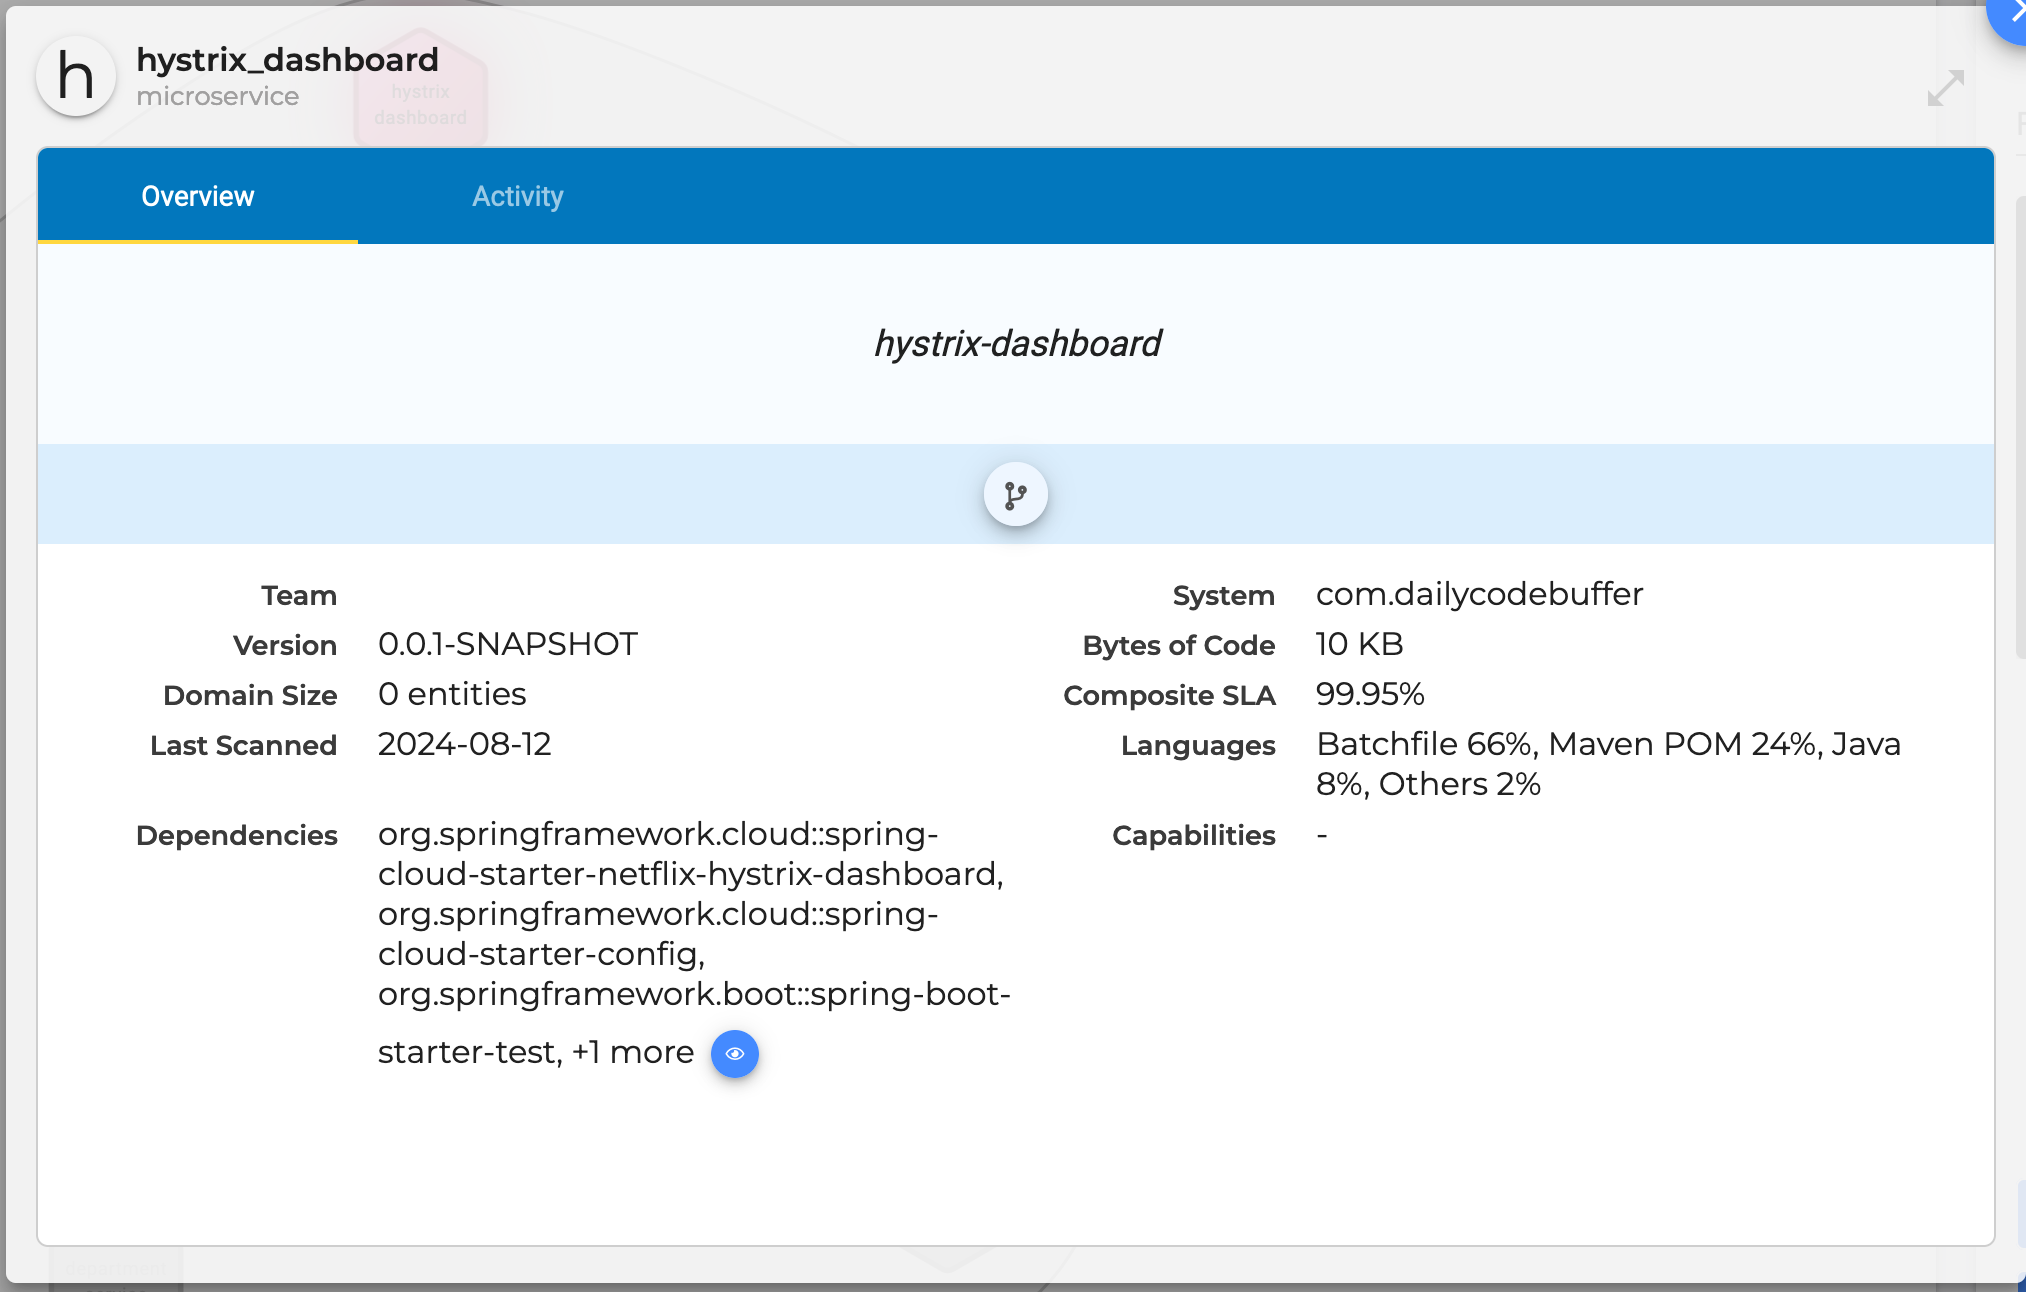 h
hystrix_dashboard
microservice
hystrix
dashboard
Overview
Activity
hystrix-dashboard
Team
System com.dailycodebuffer
Version 0.0.1-SNAPSHOT
Bytes of Code 10 KB
Domain Size 0 entities
Composite SLA 99.95%
Last Scanned 2024-08-12
Languages Batchfile 66%, Maven POM 24%, Java
8%, Others 2%
Dependencies org.springframework.cloud::spring-
cloud-starter-netflix-hystrix-dashboard,
org.springframework.cloud::spring-
cloud-starter-config,
org.springframework.boot::spring-boot-
starter-test, +1 more
Capabilities -
department